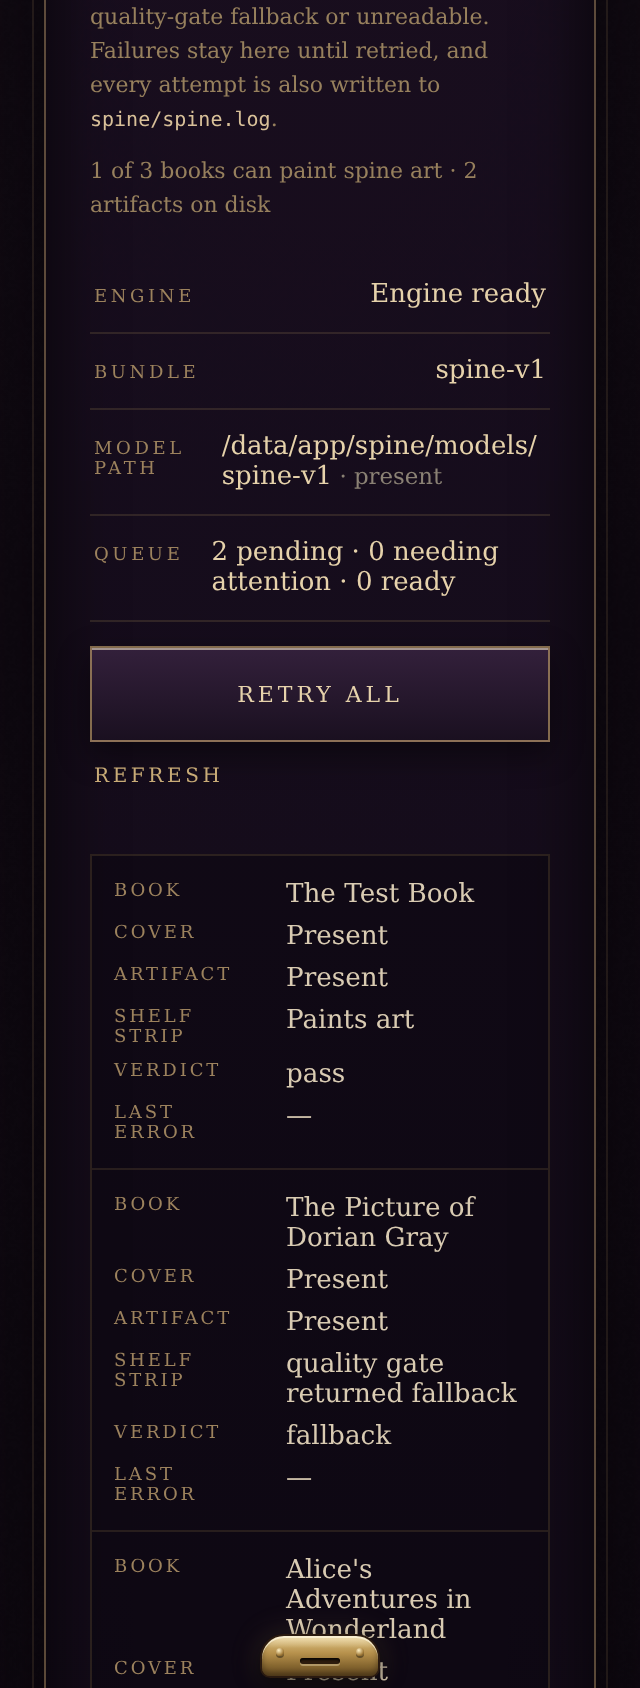 quality-gate fallback or unreadable.
Failures stay here until retried, and
every attempt is also written to
spine/spine.log.
1 of 3 books can paint spine art · 2
artifacts on disk
ENGINE Engine ready
BUNDLE spine-v1
MODEL PATH /data/app/spine/models/
spine-v1 · present
QUEUE 2 pending · 0 needing
attention · 0 ready
RETRY ALL
REFRESH
BOOK The Test Book
COVER Present
ARTIFACT Present
SHELF STRIP Paints art
VERDICT pass
LAST ERROR —
BOOK The Picture of
Dorian Gray
COVER Present
ARTIFACT Present
SHELF STRIP quality gate
returned fallback
VERDICT fallback
LAST ERROR —
BOOK Alice's
Adventures in
Wonderland
COVER